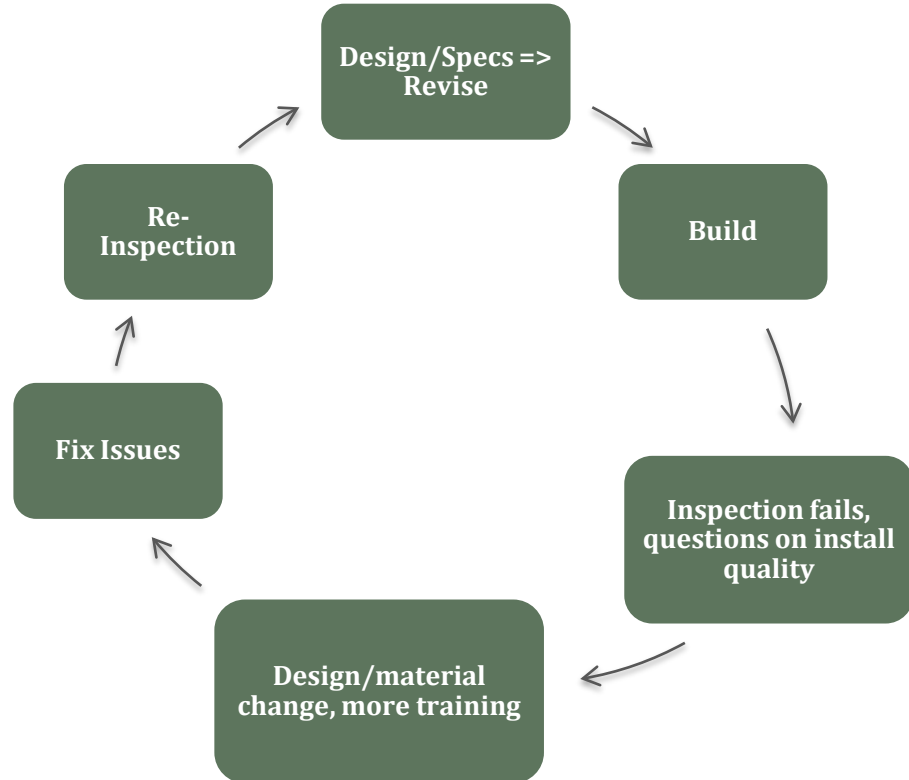 Design/Specs =>
Revise
Build
Inspection fails,
questions on install
quality
Design/material
change, more training
Fix Issues
Re-
Inspection